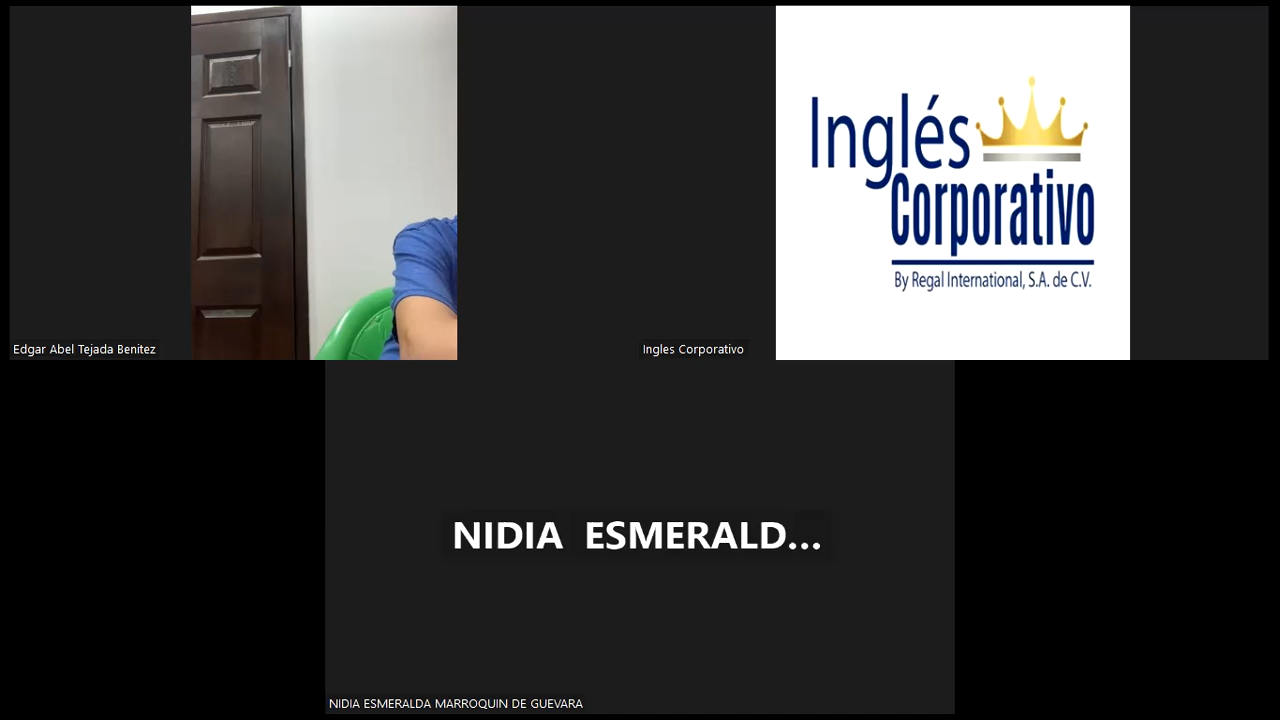 Inglés
Corporativo
By Regal International, S.A. de C.V.
Edgar Abel Tejada Benitez
Ingles Corporativo
NIDIA ESMERALD...
NIDIA ESMERALDA MARROQUIN DE GUEVARA